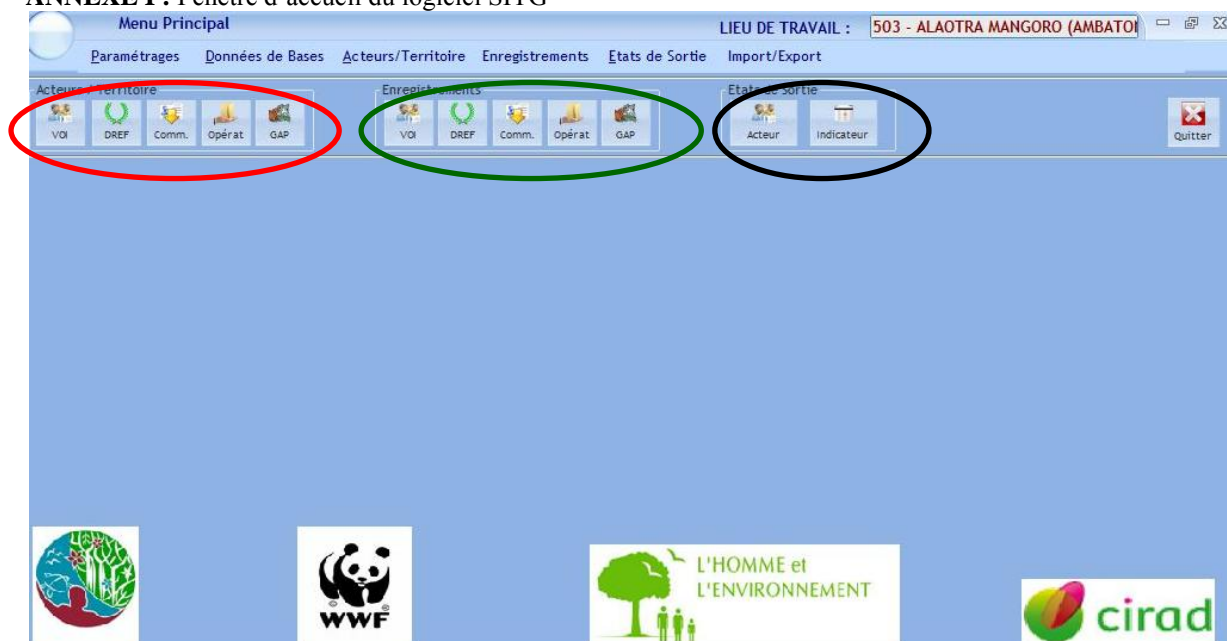 ANNEXE I : Fenêtre d'accueil du logiciel SITG
Menu Principal LIEU DE TRAVAIL : 503 - ALAOTRA MANGORO (AMBATO
Paramétrages Données de Bases Acteurs/Territoire Enregistrements Etats de Sortie Import/Export
Acteurs / Territoire Enregistrements Etats de Sortie
VOI DREF Comm. Opérat GAP VOI DREF Comm. Opérat GAP Acteur Indicateur Quitter
WWF
L'HOMME et
L'ENVIRONNEMENT
cirad